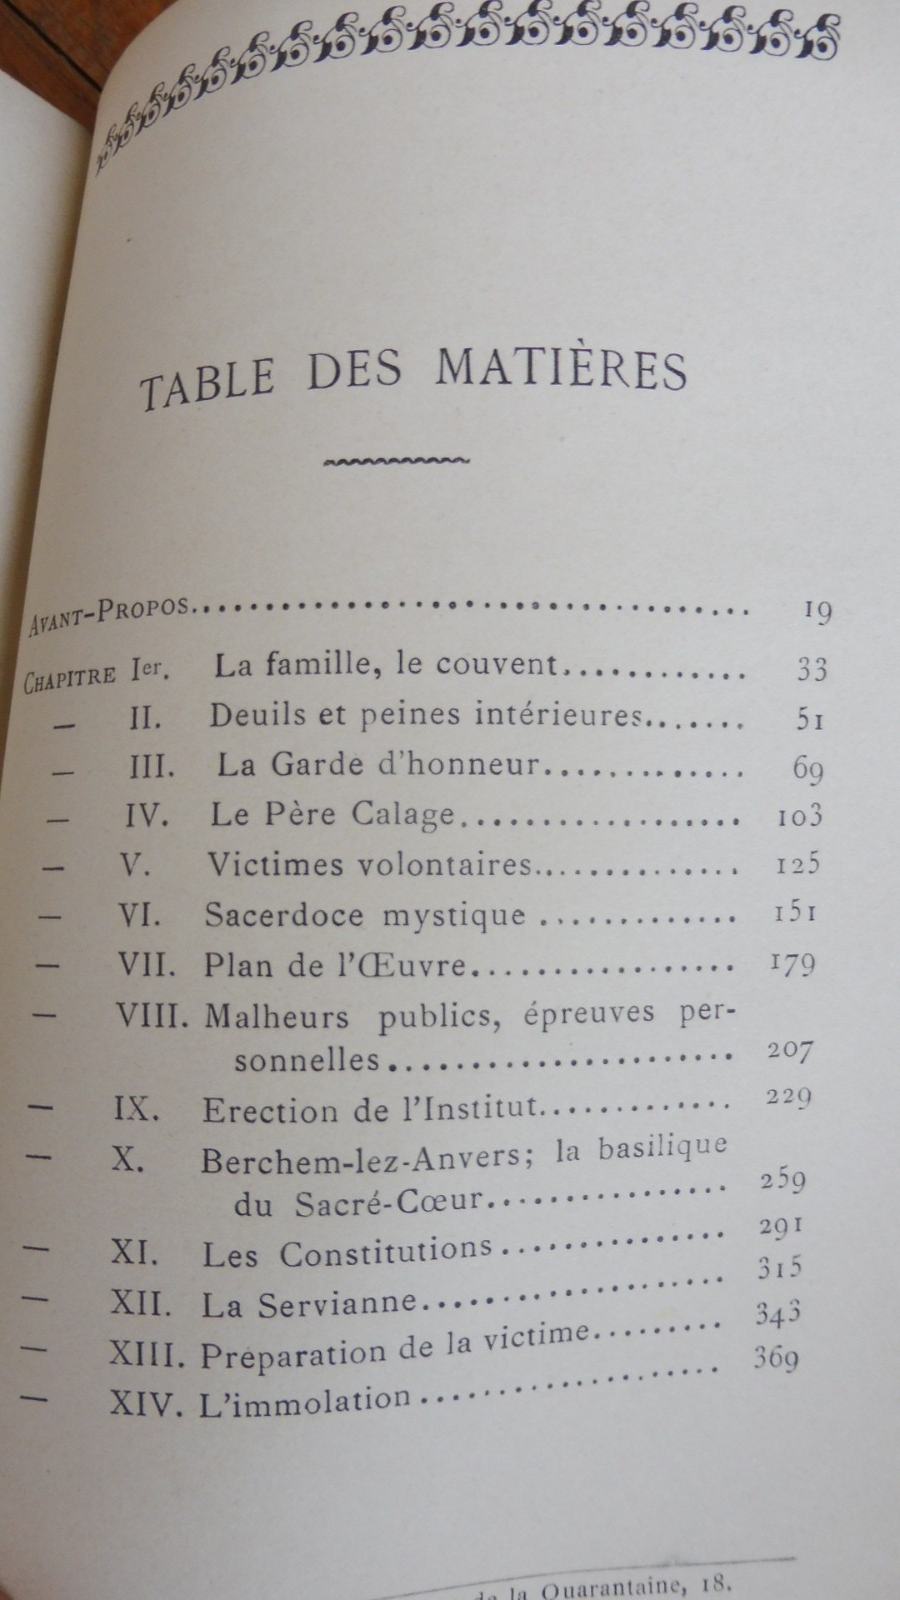 TABLE DES MATIÈRES
AVANT-PROPOS........................................ 19
CHAPITRE Ier. La famille, le couvent............ 33
— II. Deuils et peines intérieures....... 51
— III. La Garde d'honneur............. 69
— IV. Le Père Calage.................. 103
— V. Victimes volontaires.............. 125
— VI. Sacerdoce mystique ............. 151
— VII. Plan de l'Œuvre................. 179
— VIII. Malheurs publics, épreuves per-
sonnelles....................... 207
— IX. Erection de l'Institut............. 229
— X. Berchem-lez-Anvers; la basilique
du Sacré-Cœur................. 259
— XI. Les Constitutions................ 291
— XII. La Servianne..................... 315
— XIII. Préparation de la victime......... 343
— XIV. L'immolation..................... 369
de la Quarantaine, 18.